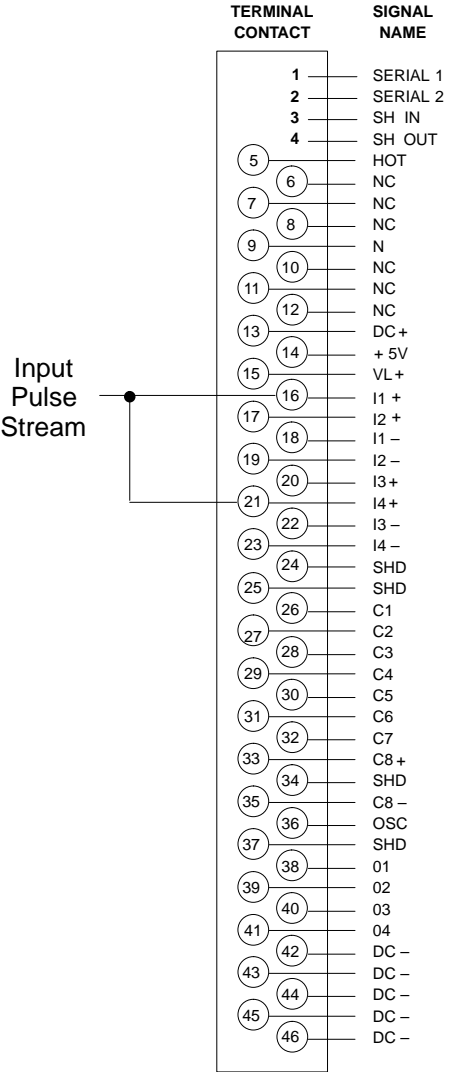 TERMINAL SIGNAL
CONTACT NAME
1 SERIAL 1
2 SERIAL 2
3 SH IN
4 SH OUT
5 HOT
6 NC
7 NC
8 NC
9 N
10 NC
11 NC
12 NC
13 DC+
14 + 5V
15 VL+
Input
Pulse
Stream
16 I1 +
17 I2 +
18 I1 –
19 I2 –
20 I3+
21 I4+
22 I3 –
23 I4 –
24 SHD
25 SHD
26 C1
27 C2
28 C3
29 C4
30 C5
31 C6
32 C7
33 C8 +
34 SHD
35 C8 –
36 OSC
37 SHD
38 01
39 02
40 03
41 04
42 DC –
43 DC –
44 DC –
45 DC –
46 DC –